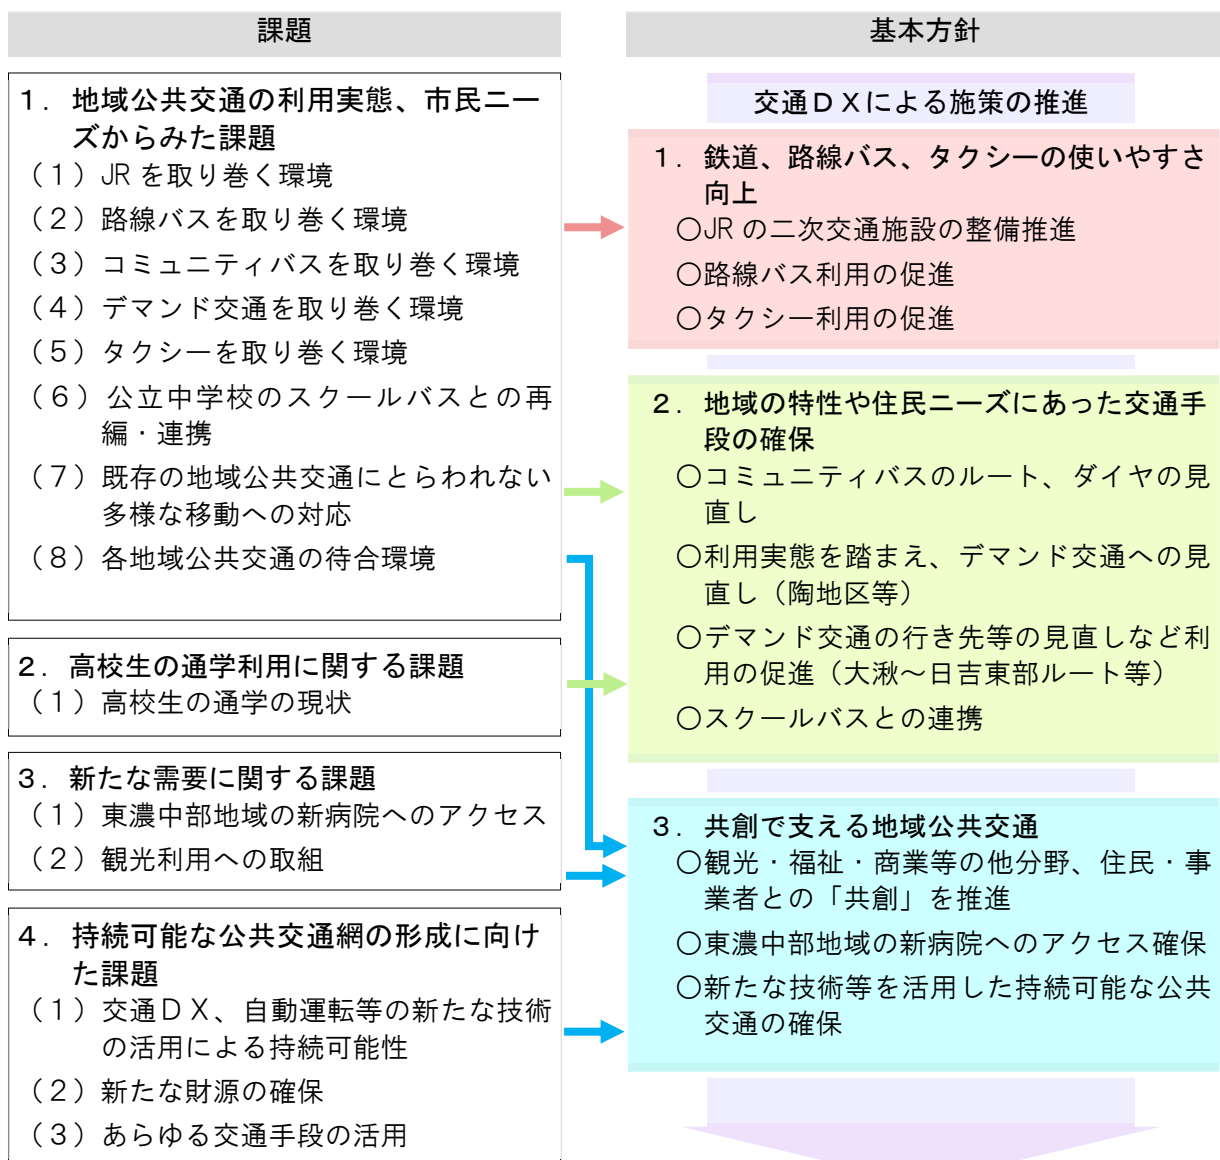 課題
1. 地域公共交通の利用実態、市民ニー
ズからみた課題
(1)JRを取り巻く環境
(2)路線バスを取り巻く環境
(3)コミュニティバスを取り巻く環境
(4)デマンド交通を取り巻く環境
(5)タクシーを取り巻く環境
(6)公立中学校のスクールバスとの再
編・連携
(7)既存の地域公共交通にとらわれない
多様な移動への対応
(8)各地域公共交通の待合環境
2. 高校生の通学利用に関する課題
(1)高校生の通学の現状
3. 新たな需要に関する課題
(1)東濃中部地域の新病院へのアクセス
(2)観光利用への取組
4. 持続可能な公共交通網の形成に向け
た課題
(1)交通DX、自動運転等の新たな技術
の活用による持続可能性
(2)新たな財源の確保
(3)あらゆる交通手段の活用
基本方針
交通DXによる施策の推進
1. 鉄道、路線バス、タクシーの使いやすさ
向上
○JRの二次交通施設の整備推進
○路線バス利用の促進
○タクシー利用の促進
2. 地域の特性や住民ニーズにあった交通手
段の確保
○コミュニティバスのルート、ダイヤの見
直し
○利用実態を踏まえ、デマンド交通への見
直し(陶地区等)
○デマンド交通の行き先等の見直しなど利
用の促進(大湫~日吉東部ルート等)
○スクールバスとの連携
3. 共創で支える地域公共交通
○観光・福祉・商業等の他分野、住民・事
業者との「共創」を推進
○東濃中部地域の新病院へのアクセス確保
○新たな技術等を活用した持続可能な公共
交通の確保